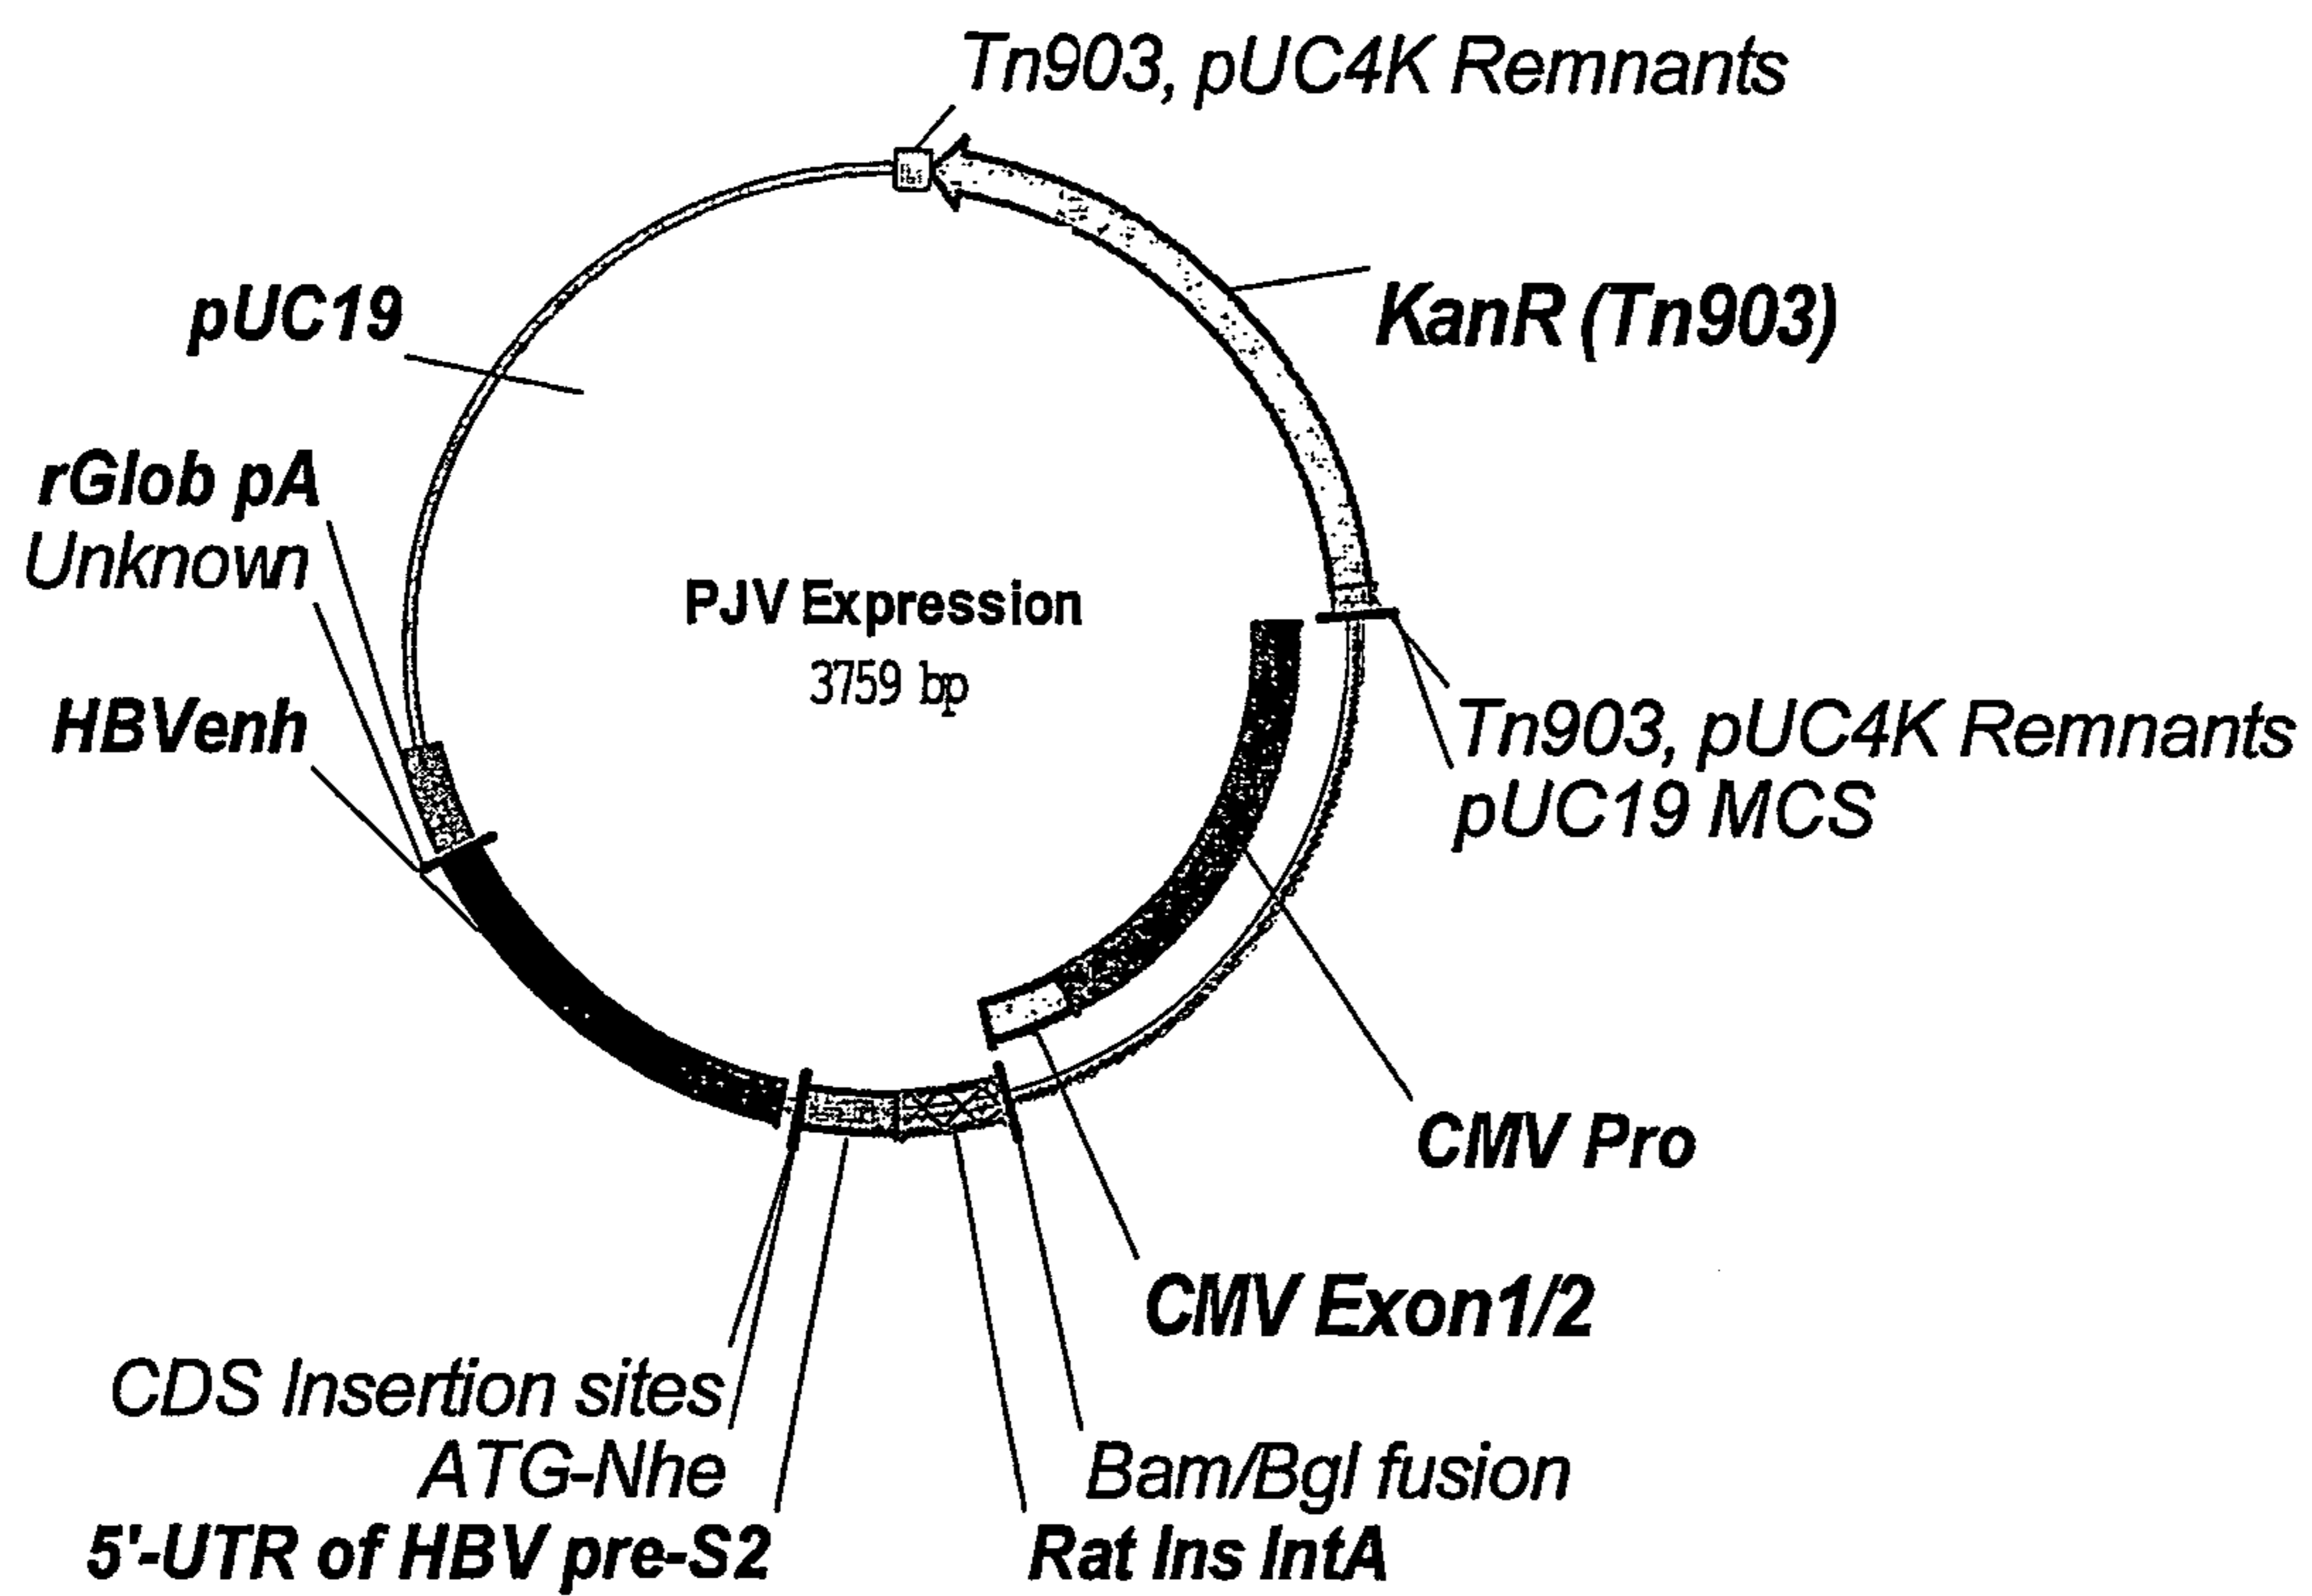 Tn903, pUC4K Remnants
pUC19
KanR (Tn903)
rGlob pA
Unknown
HBVenh
PJV Expression
3759 bp
Tn903, pUC4K Remnants
pUC19 MCS
CMV Pro
CMV Exon1/2
CDS Insertion sites
ATG-Nhe
5'-UTR of HBV pre-S2
Bam/Bgl fusion
Rat Ins IntA